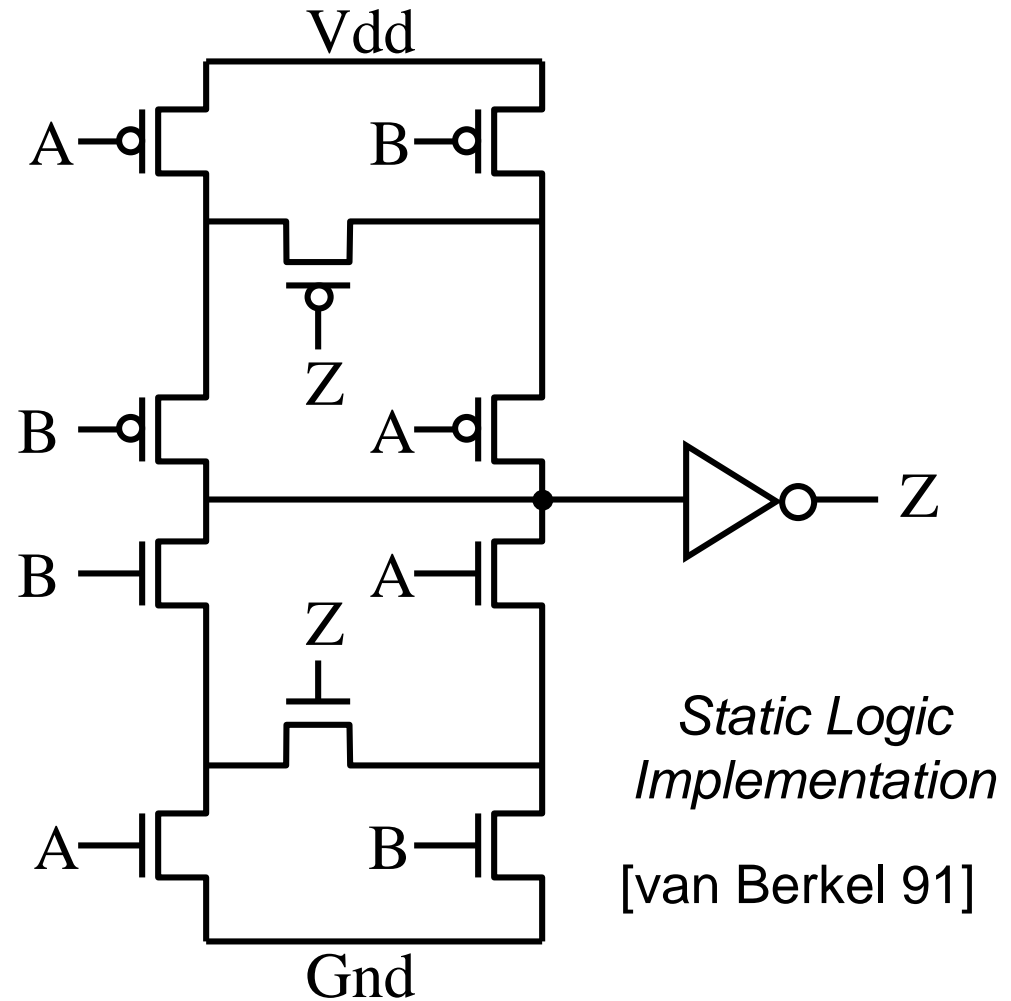 Vdd
A
B
Z
B
A
Z
B
A
Z
Static Logic
Implementation
A
B
[van Berkel 91]
Gnd